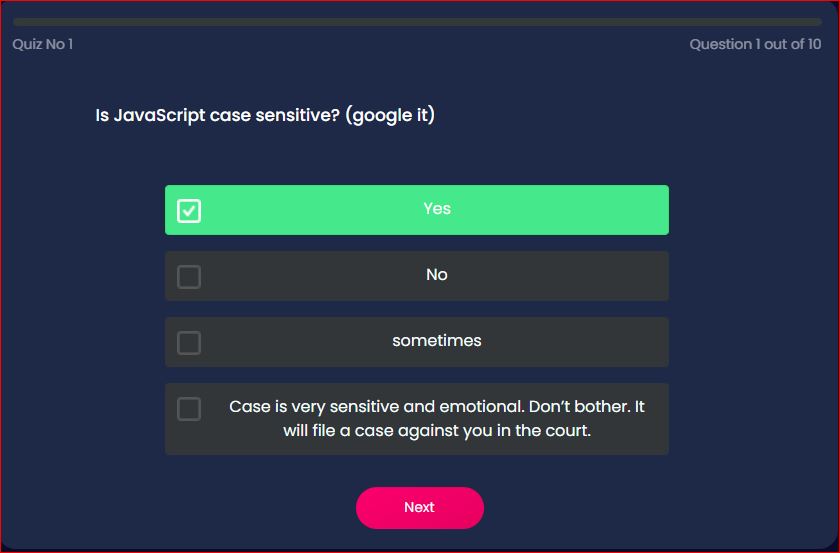 Quiz No 1
Question 1 out of 10
Is JavaScript case sensitive? (google it)
Yes
No
sometimes
Case is very sensitive and emotional. Don’t bother. It
will file a case against you in the court.
Next